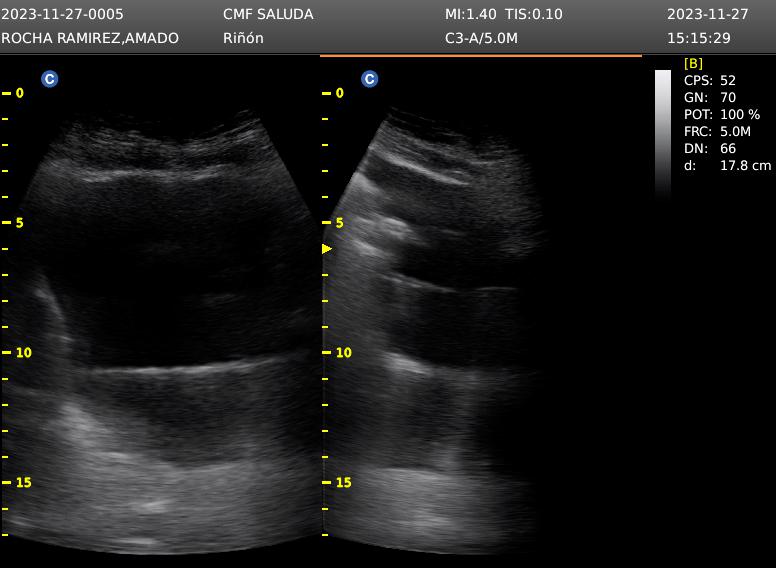 2023-11-27-0005 CMF SALUDA MI:1.40 TIS:0.10 2023-11-27
ROCHA RAMIREZ,AMADO Riñón C3-A/5.0M 15:15:29
[B]
CPS: 52
GN: 70
POT: 100 %
FRC: 5.0M
DN: 66
d: 17.8 cm
C
0
5
10
15
C
0
5
10
15